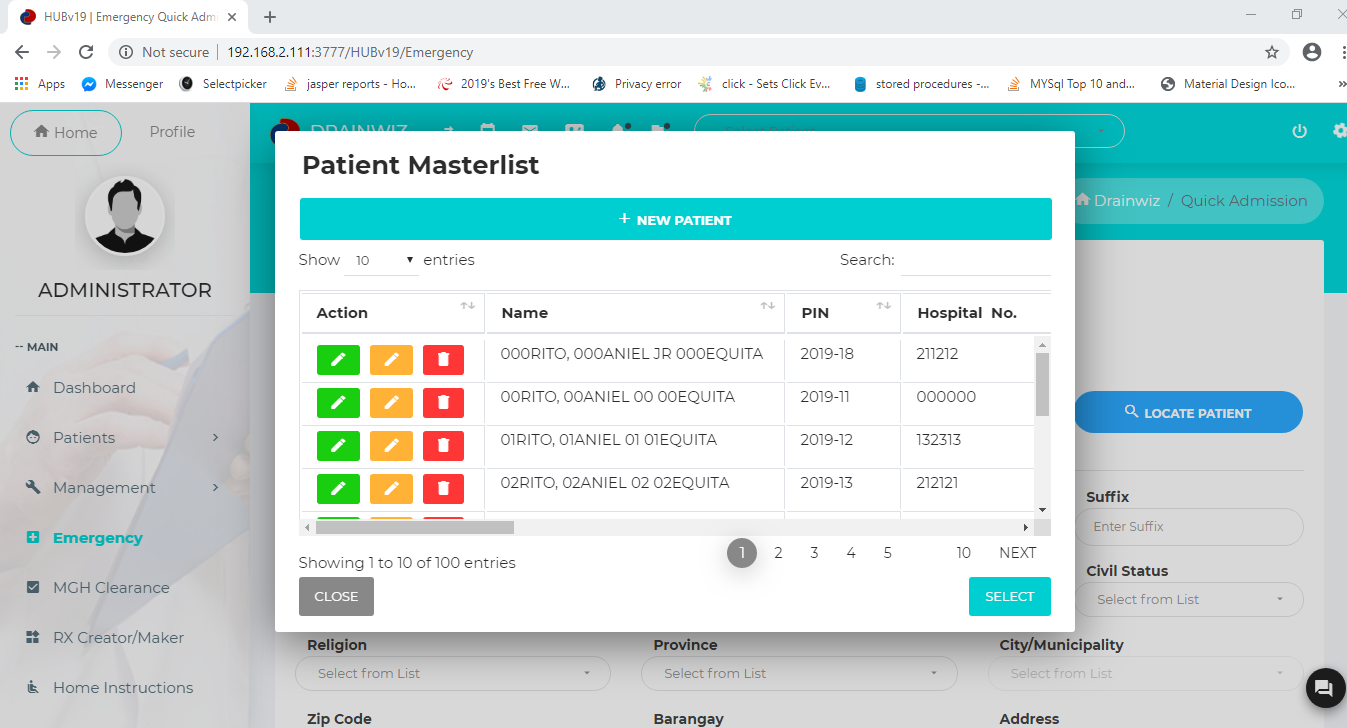 HUBv19 | Emergency Quick Adm
Not secure | 192.168.2.111:3777/HUBv19/Emergency
Apps Messenger Selectpicker jasper reports - Ho... 2019's Best Free W... Privacy error click - Sets Click Ev... stored procedures -... MYSql Top 10 and... Material Design Ico... »
Home Profile
DRAINWIZ
Drainwiz / Quick Admission
ADMINISTRATOR
-- MAIN
Dashboard
Patients
Management
Emergency
MGH Clearance
RX Creator/Maker
Home Instructions
Patient Masterlist
+ NEW PATIENT
Show 10 entries Search:
Action Name PIN Hospital No.
000RITO, 000ANIEL JR 000EQUITA 2019-18 211212
00RITO, 00ANIEL 00 00EQUITA 2019-11 000000
01RITO, 01ANIEL 01 01EQUITA 2019-12 132313
02RITO, 02ANIEL 02 02EQUITA 2019-13 212121
Showing 1 to 10 of 100 entries
1 2 3 4 5 10 NEXT
CLOSE SELECT
LOCATE PATIENT
Suffix
Enter Suffix
Civil Status
Select from List
Religion Province City/Municipality
Select from List Select from List Select from List
Zip Code Barangay Address